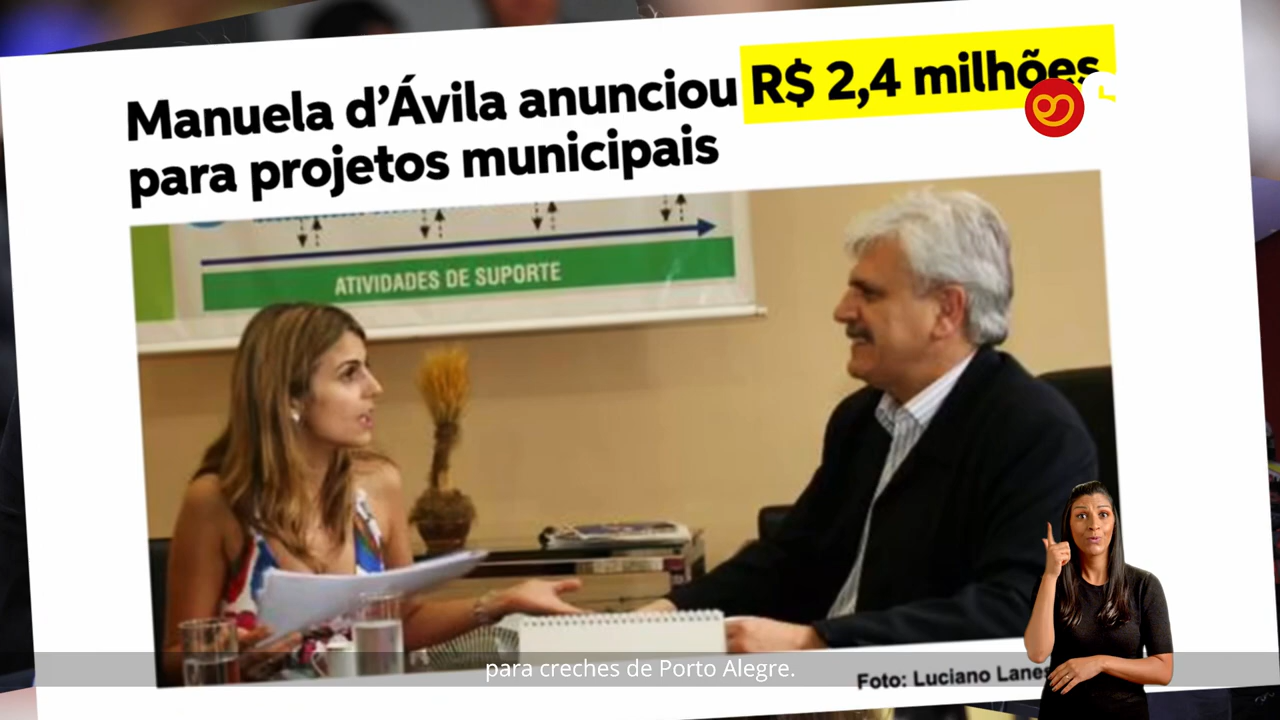 Manuela d'Ávila anunciou R$ 2,4 milhões
para projetos municipais
ATIVIDADES DE SUPORTE
para creches de Porto Alegre.
Foto: Luciano Lanes